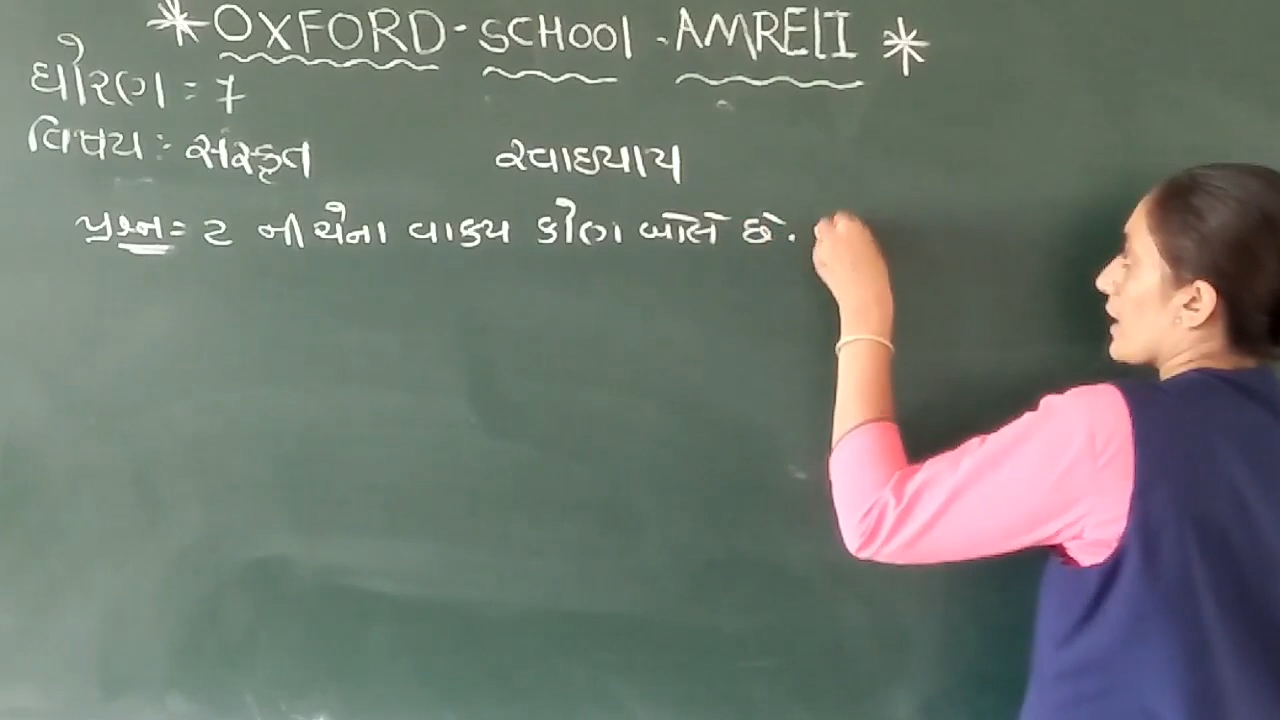 * OXFORD - SCHOOL - AMRELI *
ધોરણ = 7
વિષય : સંસ્કૃત સ્વાધ્યાય
પ્રશ્ન = ૨ નીચેના વાક્ય કોણ બોલે છે.